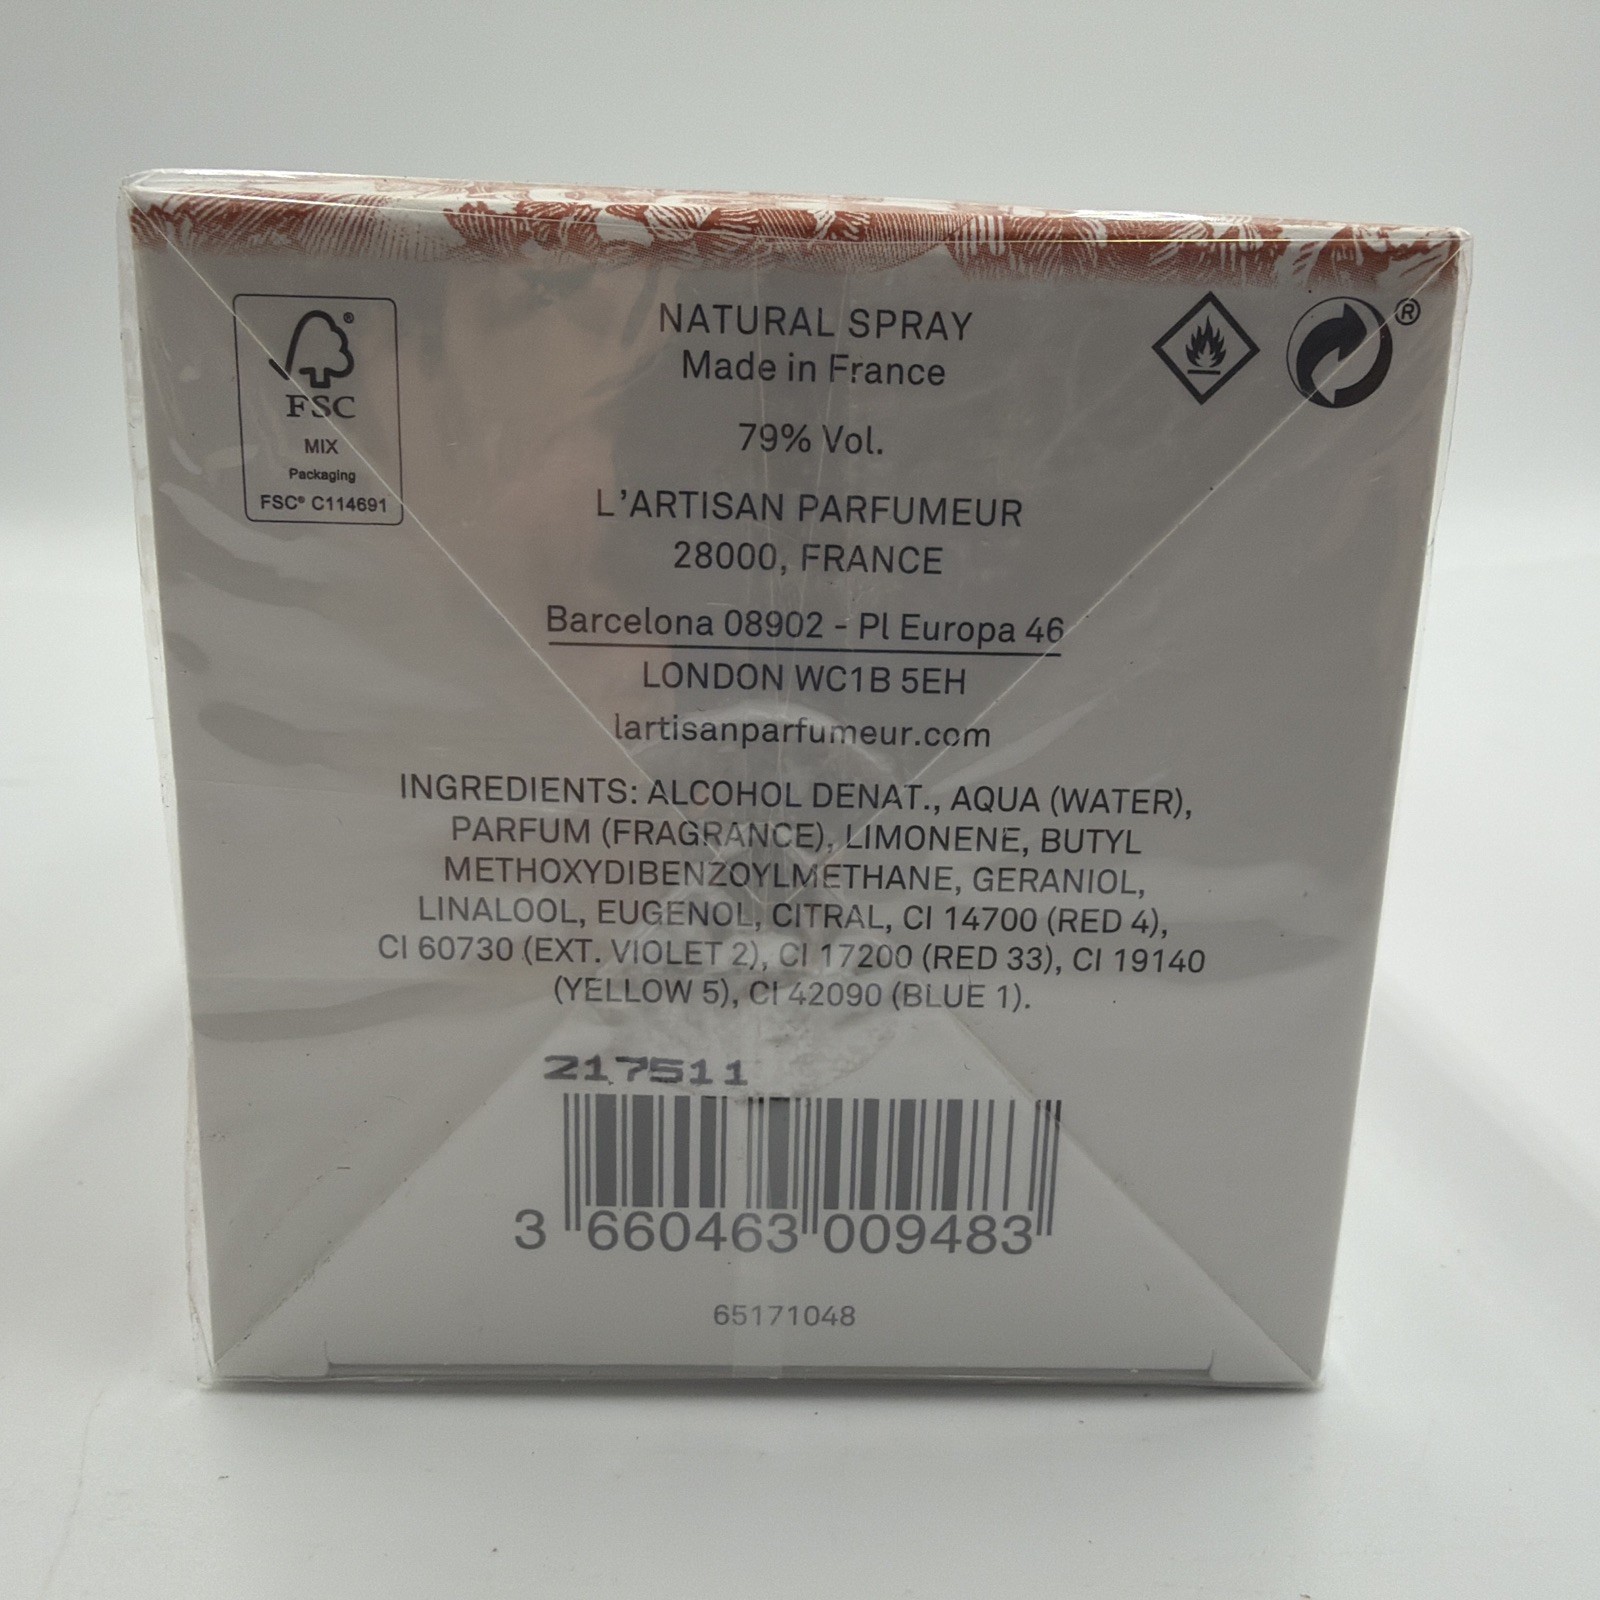 FSC®
MIX
Packaging
FSC® C114691
NATURAL SPRAY
Made in France
79% Vol.
L'ARTISAN PARFUMEUR
28000, FRANCE
Barcelona 08902 - Pl Europa 46
LONDON WC1B 5EH
lartisanparfumeur.com
®
INGREDIENTS: ALCOHOL DENAT., AQUA (WATER),
PARFUM (FRAGRANCE), LIMONENE, BUTYL
METHOXYDIBENZOYLMETHANE, GERANIOL,
LINALOOL, EUGENOL, CITRAL, CI 14700 (RED 4),
CI 60730 (EXT. VIOLET 2), CI 17200 (RED 33), CI 19140
(YELLOW 5), CI 42090 (BLUE 1).
217511
3 660463 009483
65171048